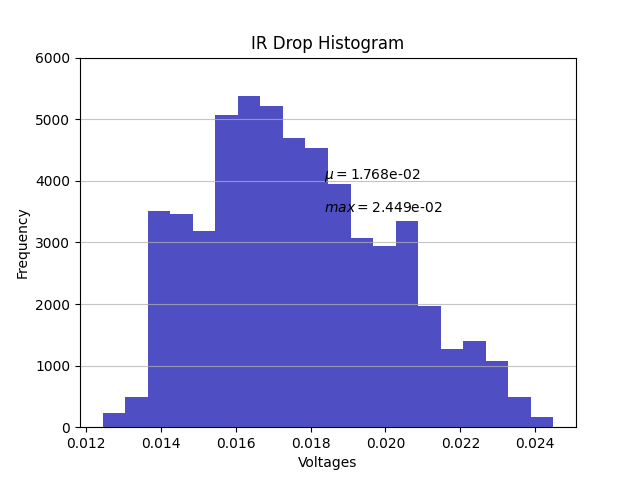 IR Drop Histogram
6000
5000
4000
3000
2000
1000
0
Frequency
μ = 1.768e-02
max = 2.449e-02
0.012 0.014 0.016 0.018 0.020 0.022 0.024
Voltages